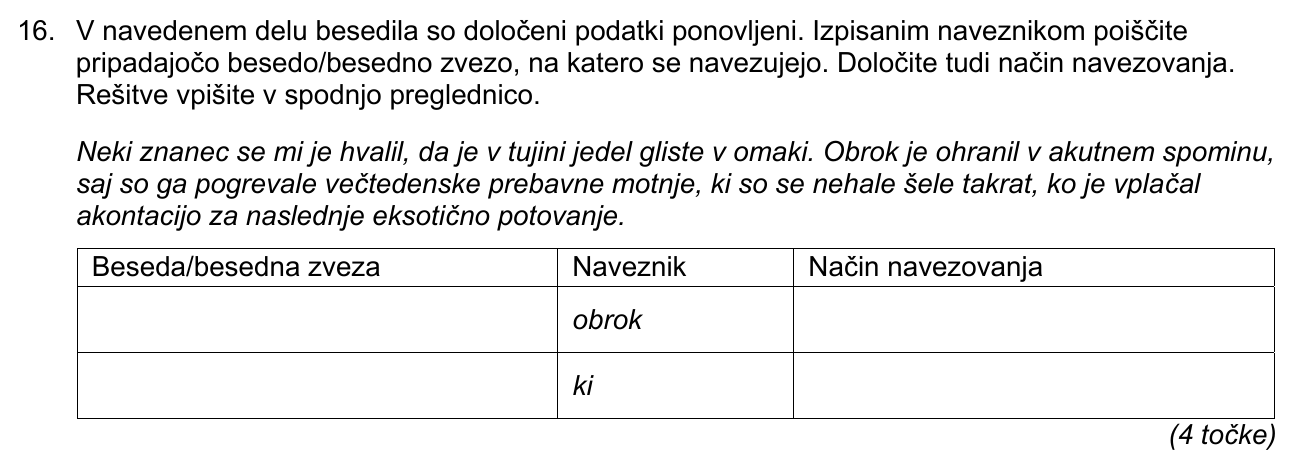 16. V navedenem delu besedila so določeni podatki ponovljeni. Izpisanim naveznikom poiščite
pripadajočo besedo/besedno zvezo, na katero se navezujejo. Določite tudi način navezovanja.
Rešitve vpišite v spodnjo preglednico.
Neki znanec se mi je hvalil, da je v tujini jedel gliste v omaki. Obrok je ohranil v akutnem spominu,
saj so ga pogrevale večtedenske prebavne motnje, ki so se nehale šele takrat, ko je vplačal
akontacijo za naslednje eksotično potovanje.
Beseda/besedna zveza Naveznik Način navezovanja
obrok
ki
(4 točke)